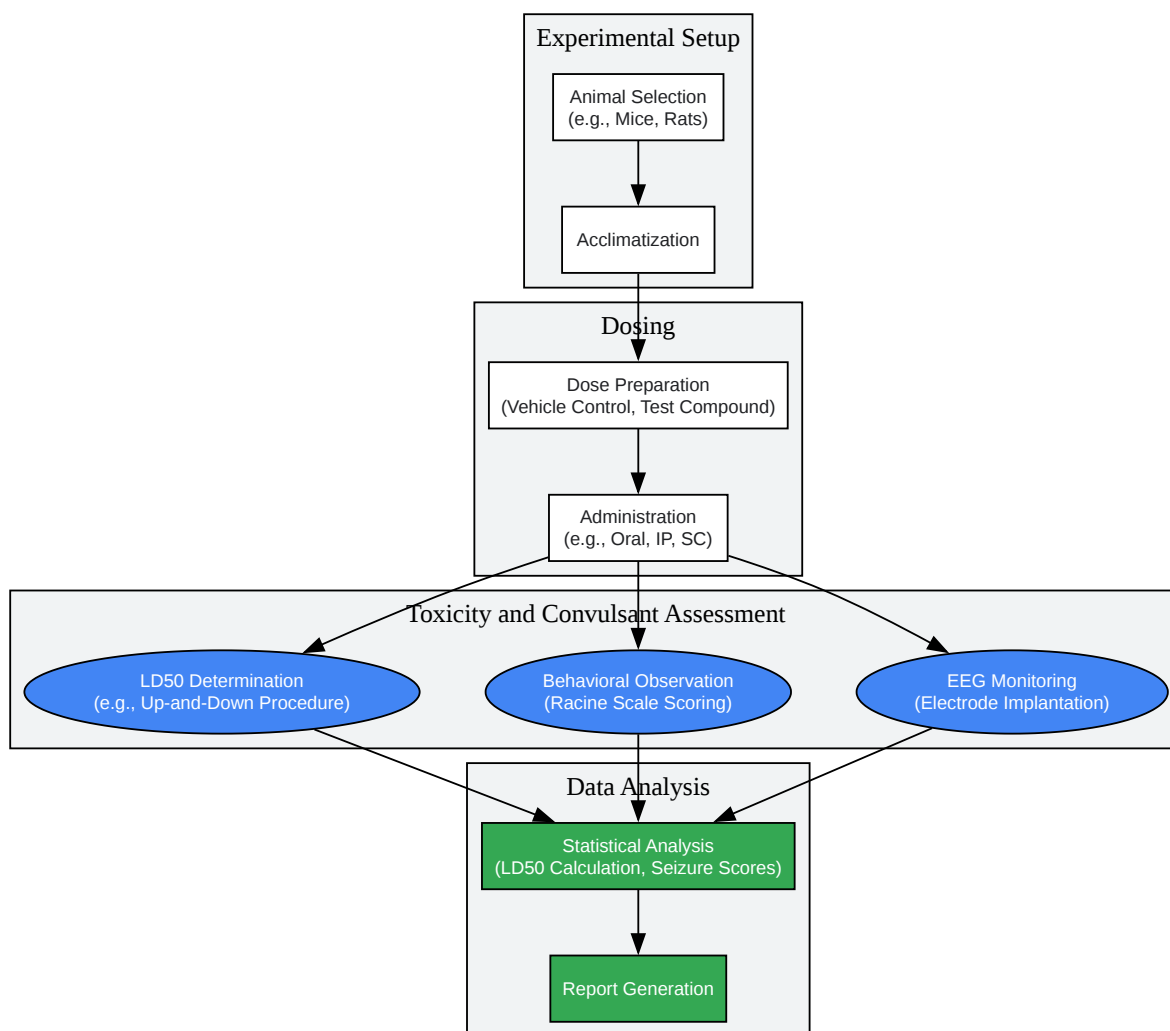 Experimental Setup
Animal Selection
(e.g., Mice, Rats)
Acclimatization
Dosing
Dose Preparation
(Vehicle Control, Test Compound)
Administration
(e.g., Oral, IP, SC)
Toxicity and Convulsant Assessment
LD50 Determination
(e.g., Up-and-Down Procedure)
Behavioral Observation
(Racine Scale Scoring)
EEG Monitoring
(Electrode Implantation)
Data Analysis
Statistical Analysis
(LD50 Calculation, Seizure Scores)
Report Generation